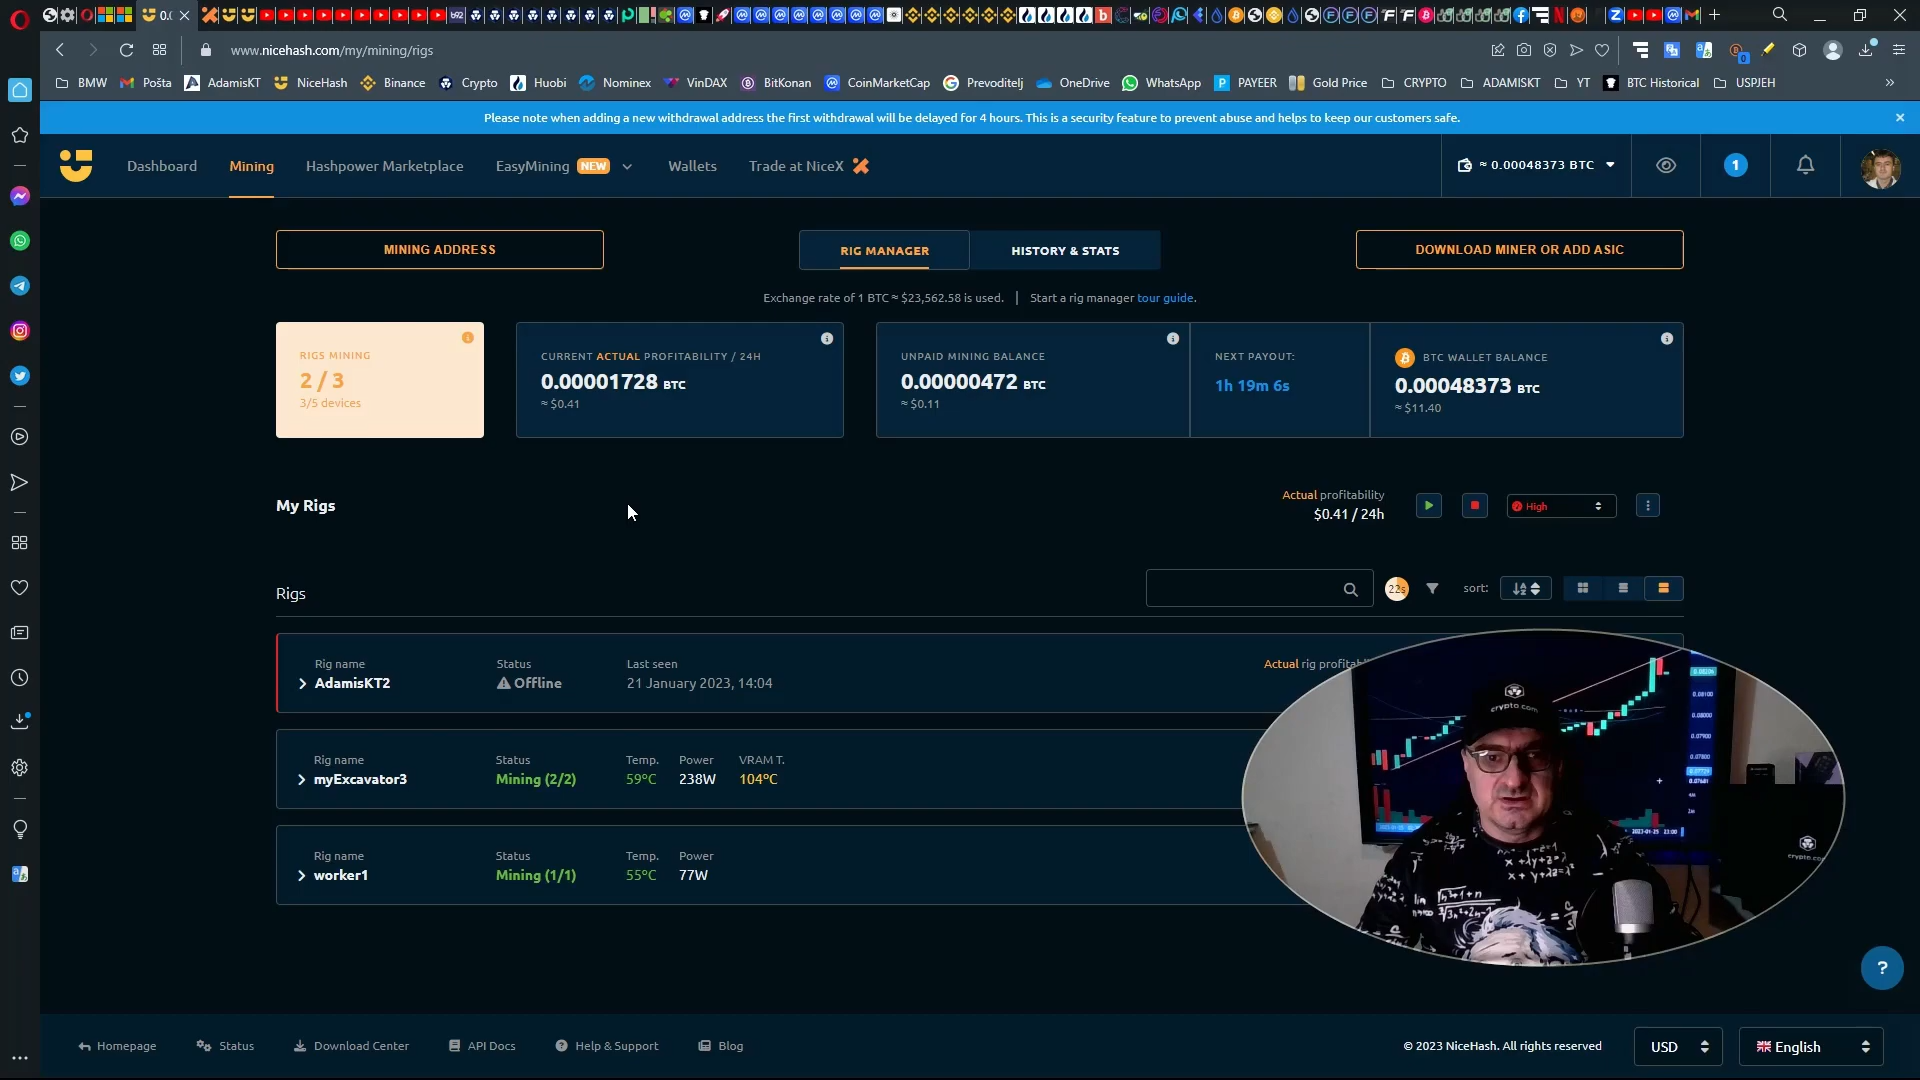 0.(
b92
www.nicehash.com/my/mining/rigs
BMW
Pošta
AdamisKT
NiceHash
Binance
Crypto
Huobi
Nominex
VinDAX
BitKonan
CoinMarketCap
Prevoditelj
OneDrive
WhatsApp
PAYEER
Gold Price
CRYPTO
ADAMISKT
YT
BTC Historical
USPJEH
Please note when adding a new withdrawal address the first withdrawal will be delayed for 4 hours. This is a security feature to prevent abuse and helps to keep our customers safe.
Dashboard
Mining
Hashpower Marketplace
EasyMining NEW
Wallets
Trade at NiceX
≈ 0.00048373 BTC
1
MINING ADDRESS
RIG MANAGER
HISTORY & STATS
DOWNLOAD MINER OR ADD ASIC
Exchange rate of 1 BTC ≈ $23,562.58 is used. | Start a rig manager tour guide.
RIGS MINING
2 / 3
3/5 devices
CURRENT ACTUAL PROFITABILITY / 24H
0.00001728 BTC
≈ $0.41
UNPAID MINING BALANCE
0.00000472 BTC
≈ $0.11
NEXT PAYOUT:
1h 19m 6s
BTC WALLET BALANCE
0.00048373 BTC
≈ $11.40
My Rigs
Actual profitability
$0.41 / 24h
High
Rigs
22s
sort:
Rig name
AdamisKT2
Status
Offline
Last seen
21 January 2023, 14:04
Actual rig profitabi
Rig name
myExcavator3
Status
Mining (2/2)
Temp.
59°C
Power
238W
VRAM T.
104°C
Rig name
worker1
Status
Mining (1/1)
Temp.
55°C
Power
77W
crypto.com
?
Homepage
Status
Download Center
API Docs
Help & Support
Blog
© 2023 NiceHash. All rights reserved
USD
English